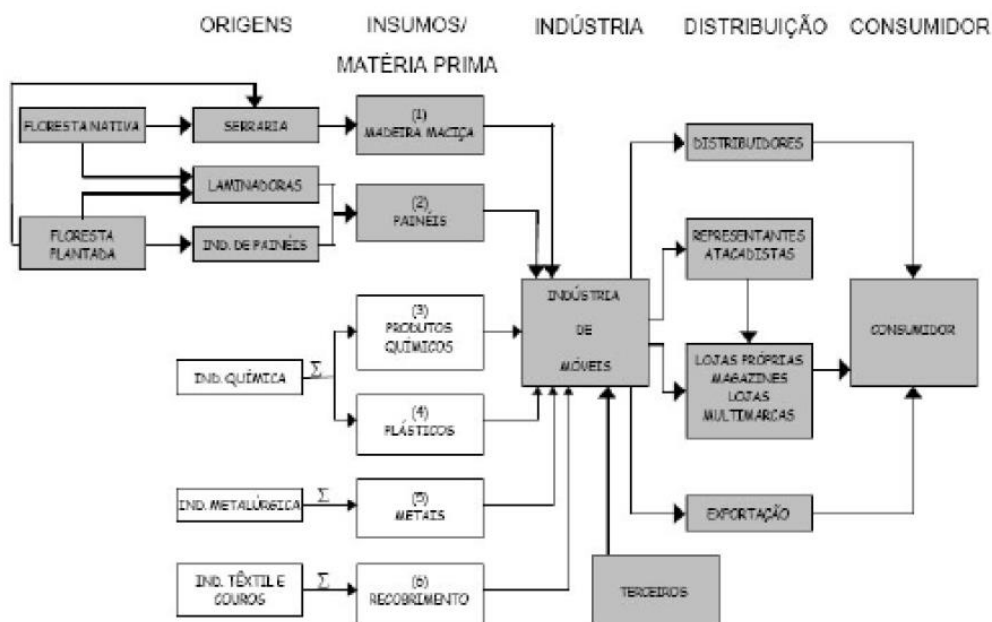 ORIGENS
INSUMOS/
MATÉRIA PRIMA
INDÚSTRIA
DISTRIBUIÇÃO
CONSUMIDOR
FLORESTA NATIVA
SERRARIA
(1)
MADEIRA MACIÇA
DISTRIBUIDORES
LAMINADORAS
(2)
PAINÉIS
FLORESTA
PLANTADA
IND. DE PAINÉIS
REPRESENTANTES
ATACADISTAS
INDÚSTRIA
DE
MÓVEIS
(3)
PRODUTOS
QUÍMICOS
CONSUMIDOR
IND. QUÍMICA
Σ
LOJAS PRÓPRIAS
MAGAZINES
LOJAS
MULTIMARCAS
(4)
PLÁSTICOS
IND. METALÚRGICA
Σ
(5)
METAIS
EXPORTAÇÃO
IND. TÊXTIL E
COUROS
Σ
(6)
RECOBRIMENTO
TERCEIROS